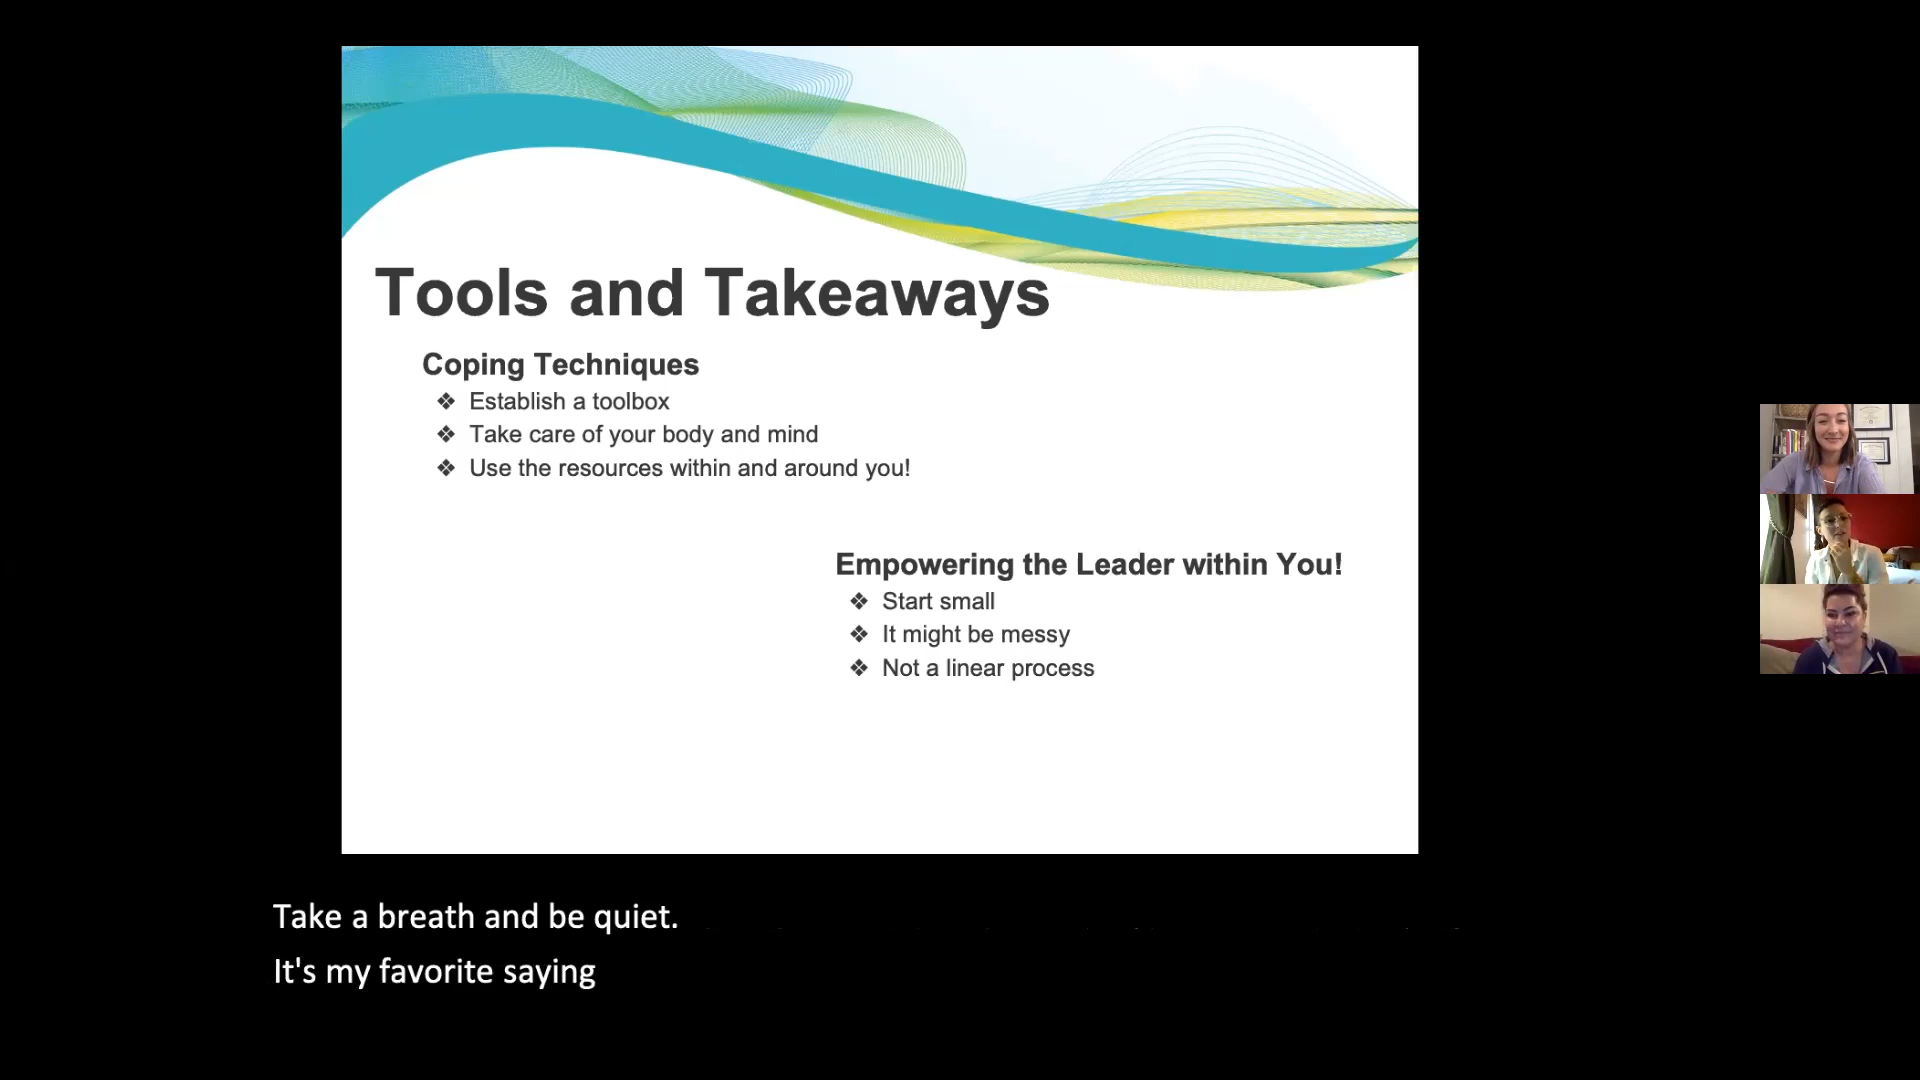 Tools and Takeaways
Coping Techniques
❖ Establish a toolbox
❖ Take care of your body and mind
❖ Use the resources within and around you!
Empowering the Leader within You!
❖ Start small
❖ It might be messy
❖ Not a linear process
Take a breath and be quiet.
It's my favorite saying